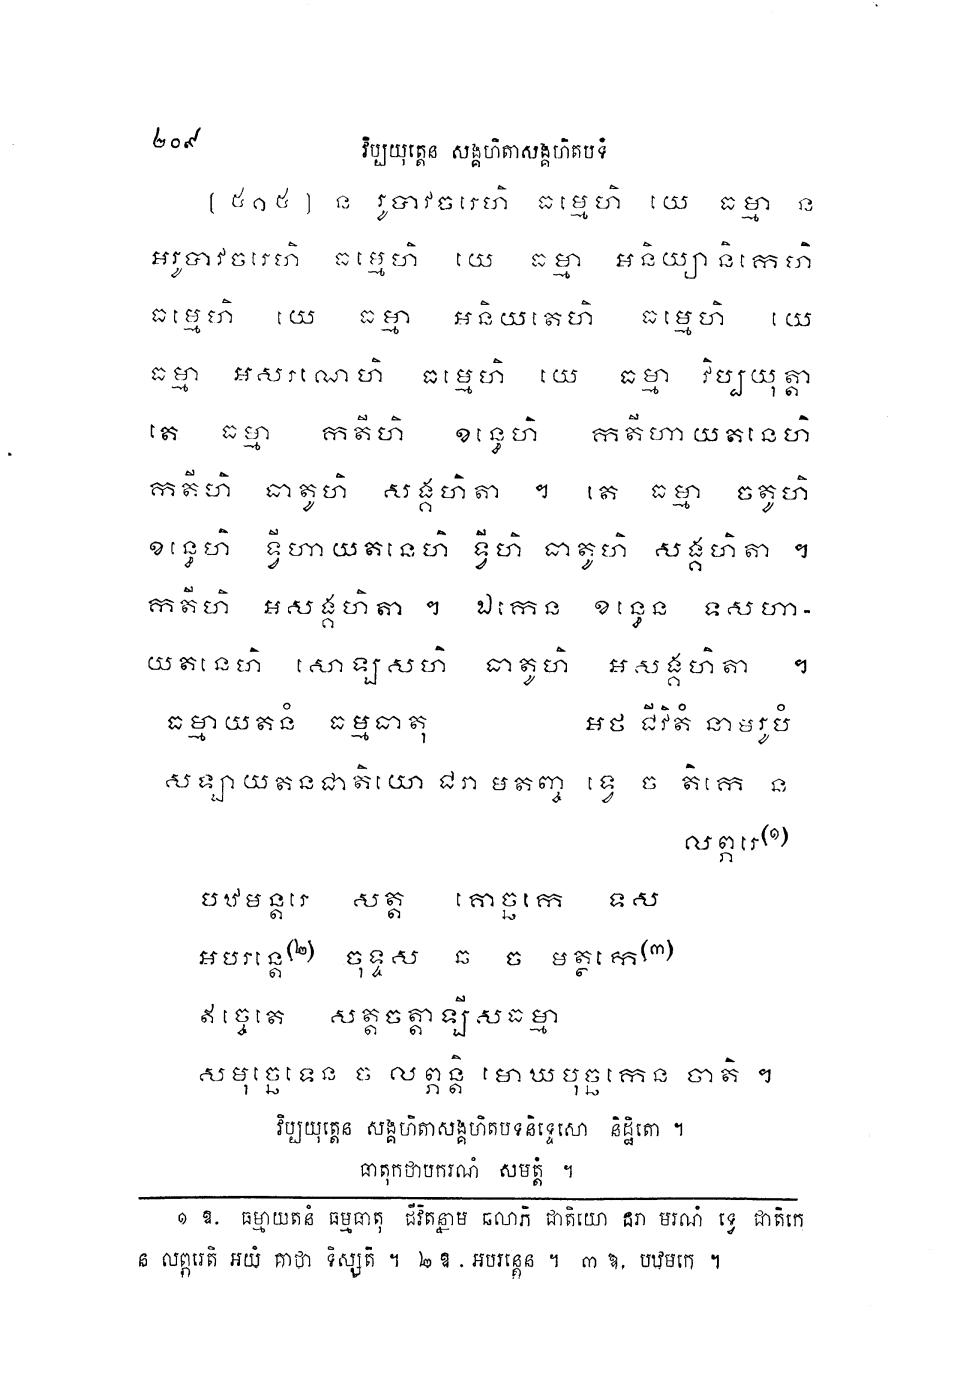 ២០៩
វិប្បយុត្តេន សង្គហិតាសង្គហិតបទំ
[ ៥១៥ ] ន រូបាវចរេហិ ធម្មេហិ យេ ធម្មា ន
អរូបាវចរេហិ ធម្មេហិ យេ ធម្មា អនិយ្យានិកេហិ
ធម្មេហិ យេ ធម្មា អនិយតេហិ ធម្មេហិ យេ
ធម្មា អសរណេហិ ធម្មេហិ យេ ធម្មា វិប្បយុត្តា
តេ ធម្មា កតីហិ ខន្ធេហិ កតីហាយតនេហិ
កតីហិ ធាតូហិ សង្គហិតា ។ តេ ធម្មា ចតូហិ
ខន្ធេហិ ទ្វីហាយតនេហិ ទ្វីហិ ធាតូហិ សង្គហិតា ។
កតីហិ អសង្គហិតា ។ ឯកេន ខន្ធេន ទសហា-
យតនេហិ សោឡសហិ ធាតូហិ អសង្គហិតា ។
ធម្មាយតនំ ធម្មធាតុ អថ ជីវិតំ នាមរូបំ
សឡាយតនជាតិយោ ជរាមតញ្ច ទ្វេ ច តិកេ ន
លព្ភរេ(១)
បឋមន្តរេ សត្ត គោច្ឆកេ ទស
អបរន្តេ(២) ចុទ្ទស ឆ ច មត្ថកេ(៣)
ឥច្ចេតេ សត្តចត្តាឡីសធម្មា
សមុច្ឆេទេន ច លព្ភន្តិ មោឃបុច្ឆកេន ចាតិ ។
វិប្បយុត្តេន សង្គហិតាសង្គហិតបទនិទ្ទេសោ និដ្ឋិតោ ។
ធាតុកថាបករណំ សមត្តំ ។
១ ឱ. ធម្មាយតនំ ធម្មធាតុ ជីវិតន្នាម ឆលាភិ ជាតិយោ ជរា មរណំ ទ្វេ ជាតិកេ
ន លព្ភរេតិ អយំ គាថា ទិស្សតិ ។ ២ ឱ . អបរន្តេន ។ ៣ ឱ. បឋមកេ ។